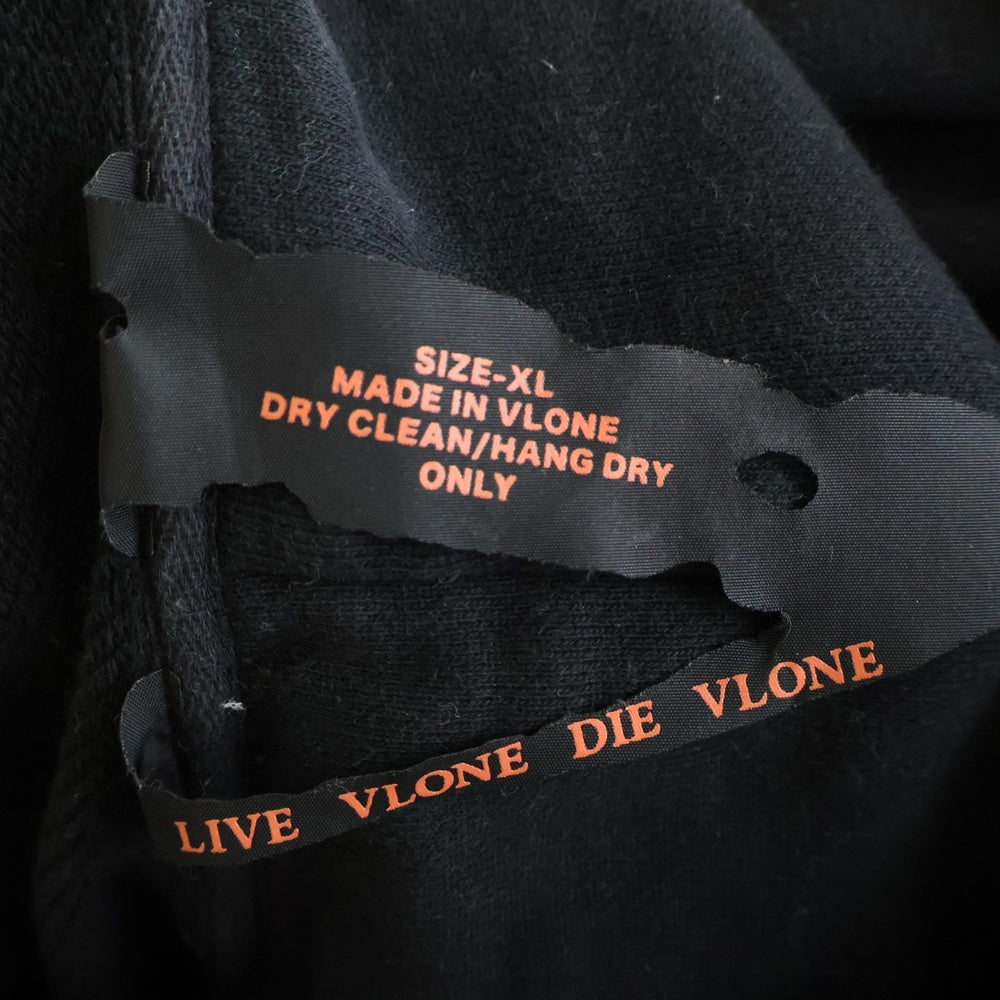 SIZE-XL
MADE IN VLONE
DRY CLEAN/HANG DRY
ONLY
LIVE VLONE DIE VLONE